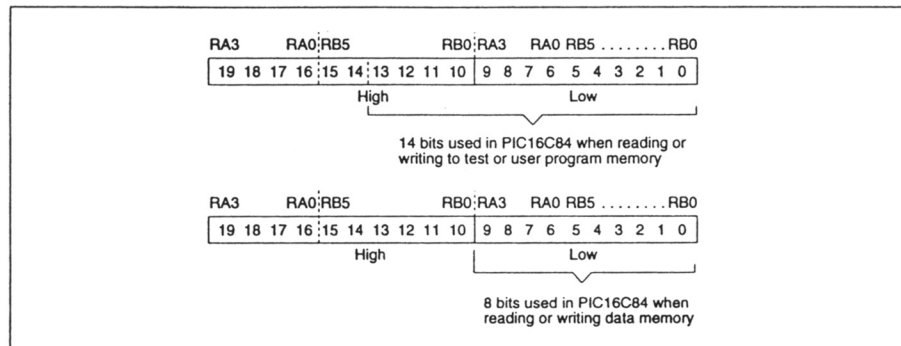 RA3 RA0 RB5 RB0 RA3 RA0 RB5 ........ RB0
19 18 17 16 15 14 13 12 11 10 9 8 7 6 5 4 3 2 1 0
High Low
14 bits used in PIC16C84 when reading or
writing to test or user program memory
RA3 RA0 RB5 RB0 RA3 RA0 RB5 ........ RB0
19 18 17 16 15 14 13 12 11 10 9 8 7 6 5 4 3 2 1 0
High Low
8 bits used in PIC16C84 when
reading or writing data memory